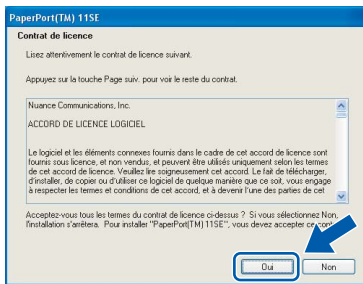 PaperPort(TM) 11SE
Contrat de licence
Lisez attentivement le contrat de licence suivant.
Appuyez sur la touche Page suiv. pour voir le reste du contrat.
Nuance Communications, Inc.
ACCORD DE LICENCE LOGICIEL
Le logiciel et les éléments connexes fournis dans le cadre de cet accord de licence sont
fournis sous licence, et non vendus, et peuvent être utilisés uniquement selon les termes
de cet accord de licence. Veuillez lire soigneusement cet accord. Le fait de télécharger,
d'installer, de copier ou d'utiliser ce logiciel de quelque manière que ce soit, vous engage
à respecter les termes et conditions de cet accord, et à devenir l'une des parties de cet
Acceptez-vous tous les termes du contrat de licence ci-dessus ? Si vous sélectionnez Non,
l'installation s'arrêtera. Pour installer "PaperPort(TM) 11SE", vous devez accepter ce
Oui
Non